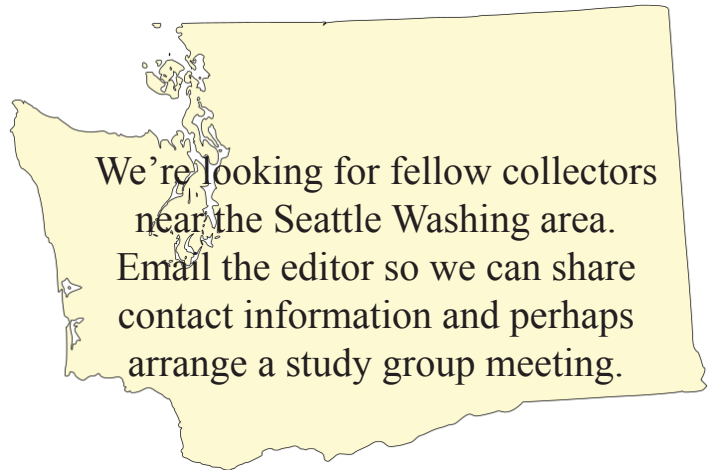 We’re looking for fellow collectors
near the Seattle Washing area.
Email the editor so we can share
contact information and perhaps
arrange a study group meeting.